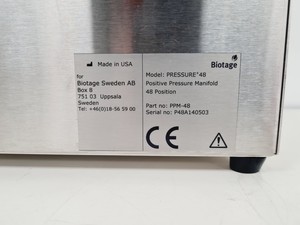 Made in USA
for
Biotage Sweden AB
Box 8
751 03 Uppsala
Sweden
Tel: +46(0)18-56 59 00
Biotage
Model: PRESSURE+48
Positive Pressure Manifold
48 Position
Part no: PPM-48
Serial no: P48A140503
CE